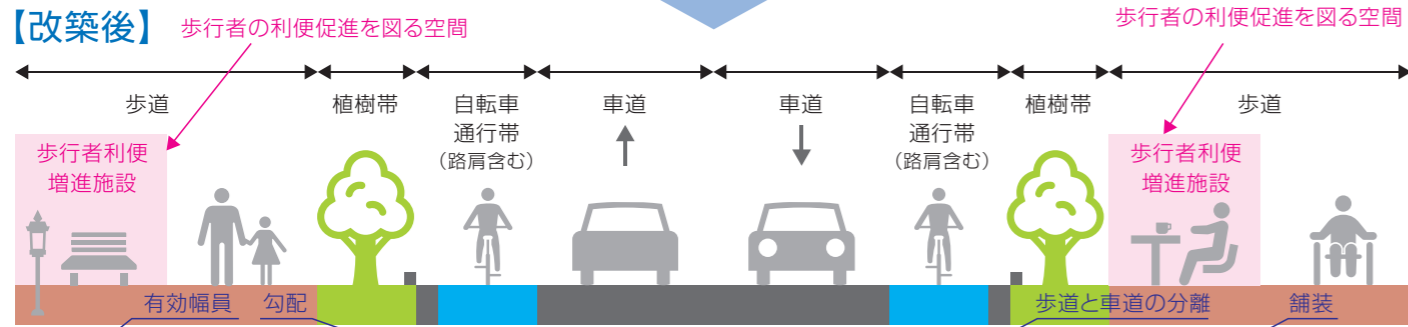 【改築後】
歩行者の利便促進を図る空間
歩行者の利便促進を図る空間
歩道
植樹帯
自転車
通行帯
(路肩含む)
車道
車道
自転車
通行帯
(路肩含む)
植樹帯
歩道
歩行者利便
増進施設
歩行者利便
増進施設
有効幅員
勾配
歩道と車道の分離
舗装